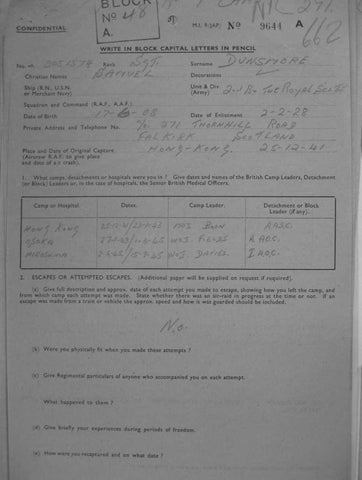 BLOCK
Nº 48
A.
CONFIDENTIAL
M.I. 9/JAP/ Nº 9644 A
662
WRITE IN BLOCK CAPITAL LETTERS IN PENCIL
No. Rank Sgt. Surname DUNSMORE
Christian Names SAMUEL Decorations
Ship (R.N., U.S.N. or Merchant Navy) Unit & Div. (Army) 2nd Bn The Royal Scots
Squadron and Command (R.A.F., A.A.F.)
Date of Birth 17-6-08 Date of Enlistment 2-2-28
Private Address and Telephone No. 271 THORNHILL ROAD
FALKIRK SCOTLAND
Place and Date of Original Capture HONG-KONG. 25-12-41
(Aircrew R.A.F. to give place and date of a/c crash).
1. What camps, detachments or hospitals were you in? Give dates and names of the British Camp Leaders, Detachment (or Block) Leaders or, in the case of hospitals, the Senior British Medical Officers.
Camp or Hospital. Dates. Camp Leader. Detachment or Block Leader (if any).
HONG KONG
OSAKA
2. ESCAPES OR ATTEMPTED ESCAPES. (Additional paper will be supplied on request if required).
(a) Give full description and approx. date of each attempt you made to escape, showing how you left the camp, and from which camp each attempt was made. State whether there was an air-raid in progress at the time or not. If an escape was made from a train or vehicle the approx. speed and how it was guarded should be included.
No.
(b) Were you physically fit when you made these attempts?
(c) Give Regimental particulars of anyone who accompanied you on each attempt.
What happened to them?
(d) Give briefly your experiences during periods of freedom.
(e) How were you recaptured and on what date?